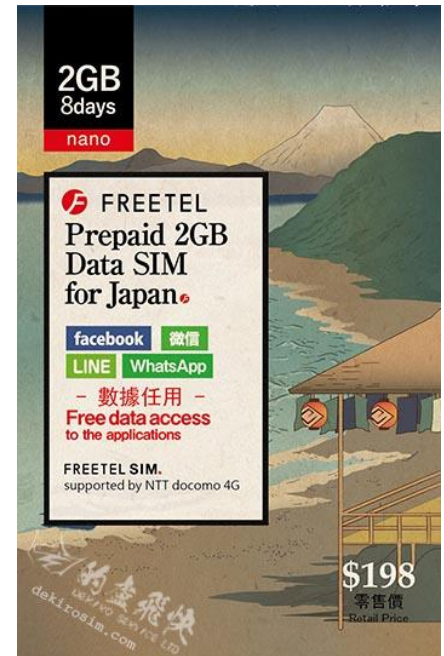 2GB
8days
nano
FREETEL
Prepaid 2GB
Data SIM
for Japan
facebook 微信
LINE WhatsApp
- 數據任用 -
Free data access
to the applications
FREETEL SIM.
supported by NTT docomo 4G
$198
零售價
Retail Price
dekirosim.com